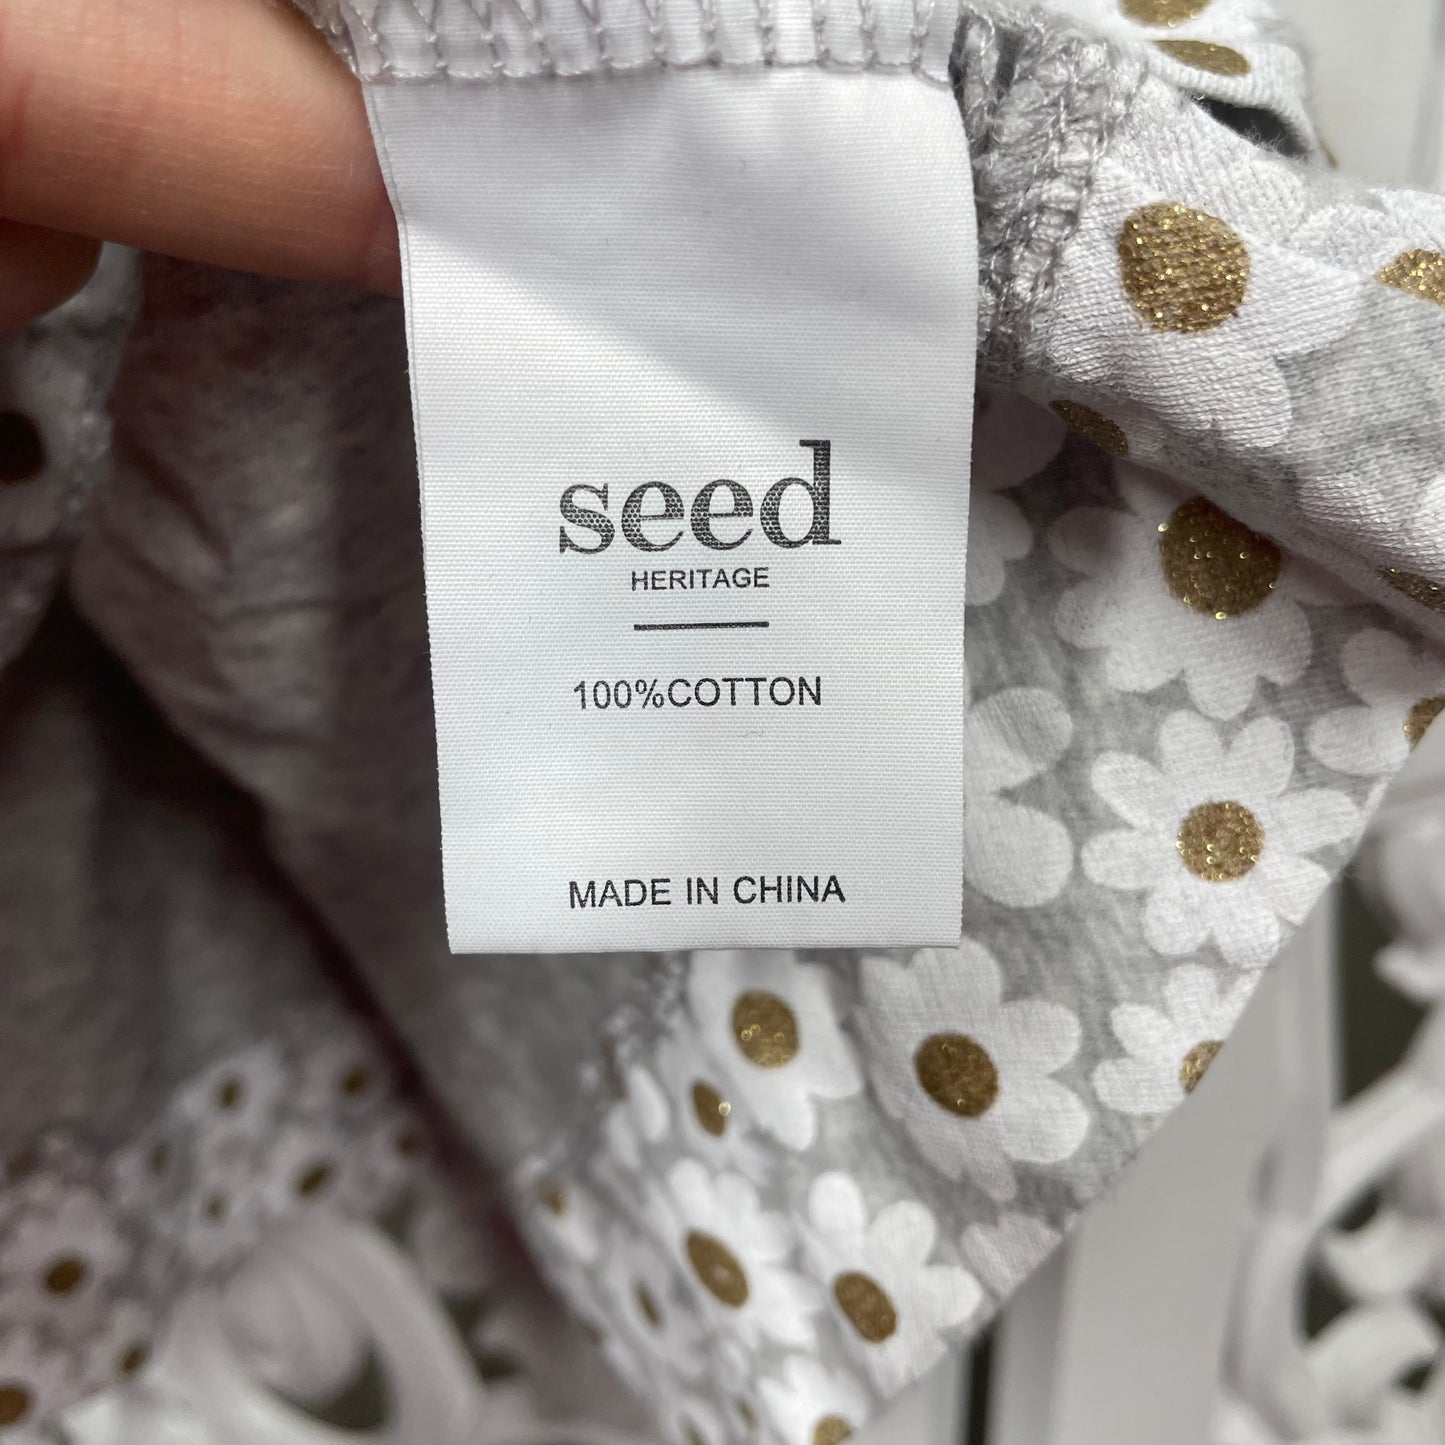 seed
HERITAGE
100%COTTON
MADE IN CHINA